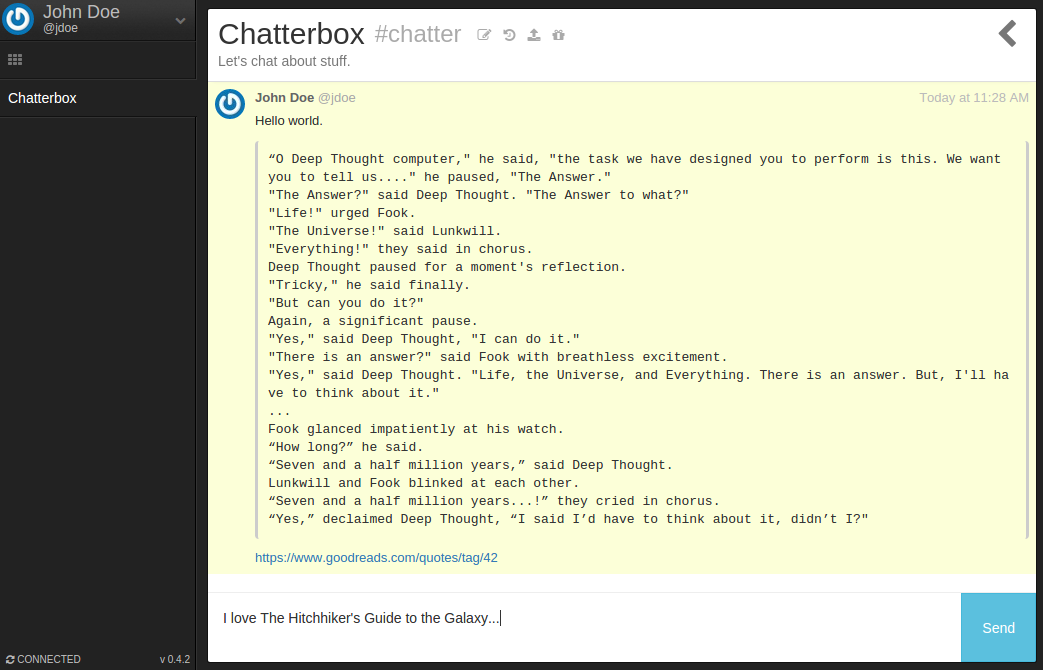 John Doe
@jdoe
Chatterbox
CONNECTED
v 0.4.2
Chatterbox #chatter
Let's chat about stuff.
John Doe @jdoe Today at 11:28 AM
Hello world.
“O Deep Thought computer," he said, "the task we have designed you to perform is this. We want
you to tell us...." he paused, "The Answer."
"The Answer?" said Deep Thought. "The Answer to what?"
"Life!" urged Fook.
"The Universe!" said Lunkwill.
"Everything!" they said in chorus.
Deep Thought paused for a moment's reflection.
"Tricky," he said finally.
"But can you do it?"
Again, a significant pause.
"Yes," said Deep Thought, "I can do it."
"There is an answer?" said Fook with breathless excitement.
"Yes," said Deep Thought. "Life, the Universe, and Everything. There is an answer. But, I'll ha
ve to think about it."
...
Fook glanced impatiently at his watch.
“How long?” he said.
“Seven and a half million years,” said Deep Thought.
Lunkwill and Fook blinked at each other.
“Seven and a half million years...!” they cried in chorus.
“Yes,” declaimed Deep Thought, “I said I’d have to think about it, didn’t I?"
https://www.goodreads.com/quotes/tag/42
I love The Hitchhiker's Guide to the Galaxy...
Send